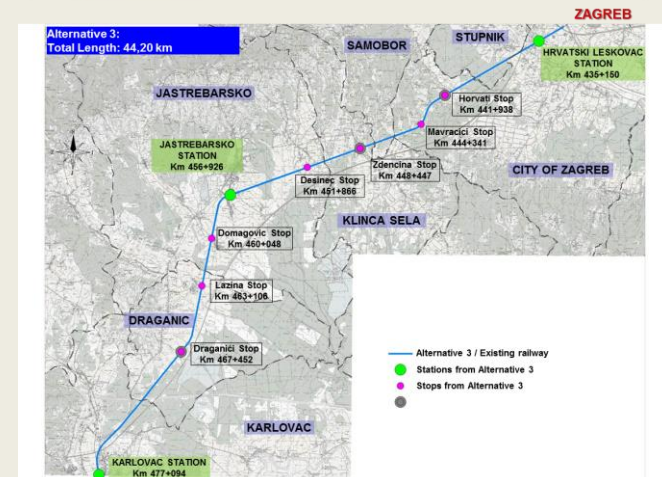 ZAGREB
Alternative 3:
Total Length: 44,20 km
STUPNIK
SAMOBOR
HRVATSKI LESKOVAC
STATION
Km 435+150
JASTREBARSKO
Horvati Stop
Km 441+938
Mavracici Stop
Km 444+341
JASTREBARSKO
STATION
Km 456+926
Zdencina Stop
Km 448+447
CITY OF ZAGREB
Desinec Stop
Km 451+866
KLINCA SELA
Domagovic Stop
Km 460+048
Lazina Stop
Km 463+106
DRAGANIC
Draganići Stop
Km 467+452
Alternative 3 / Existing railway
Stations from Alternative 3
Stops from Alternative 3
KARLOVAC
KARLOVAC STATION
Km 477+094